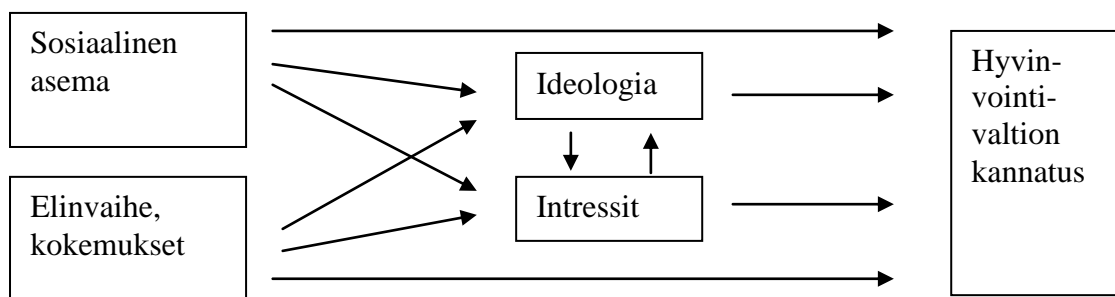 Sosiaalinen
asema
Elinvaihe,
kokemukset
Ideologia
Intressit
Hyvin-
vointi-
valtion
kannatus